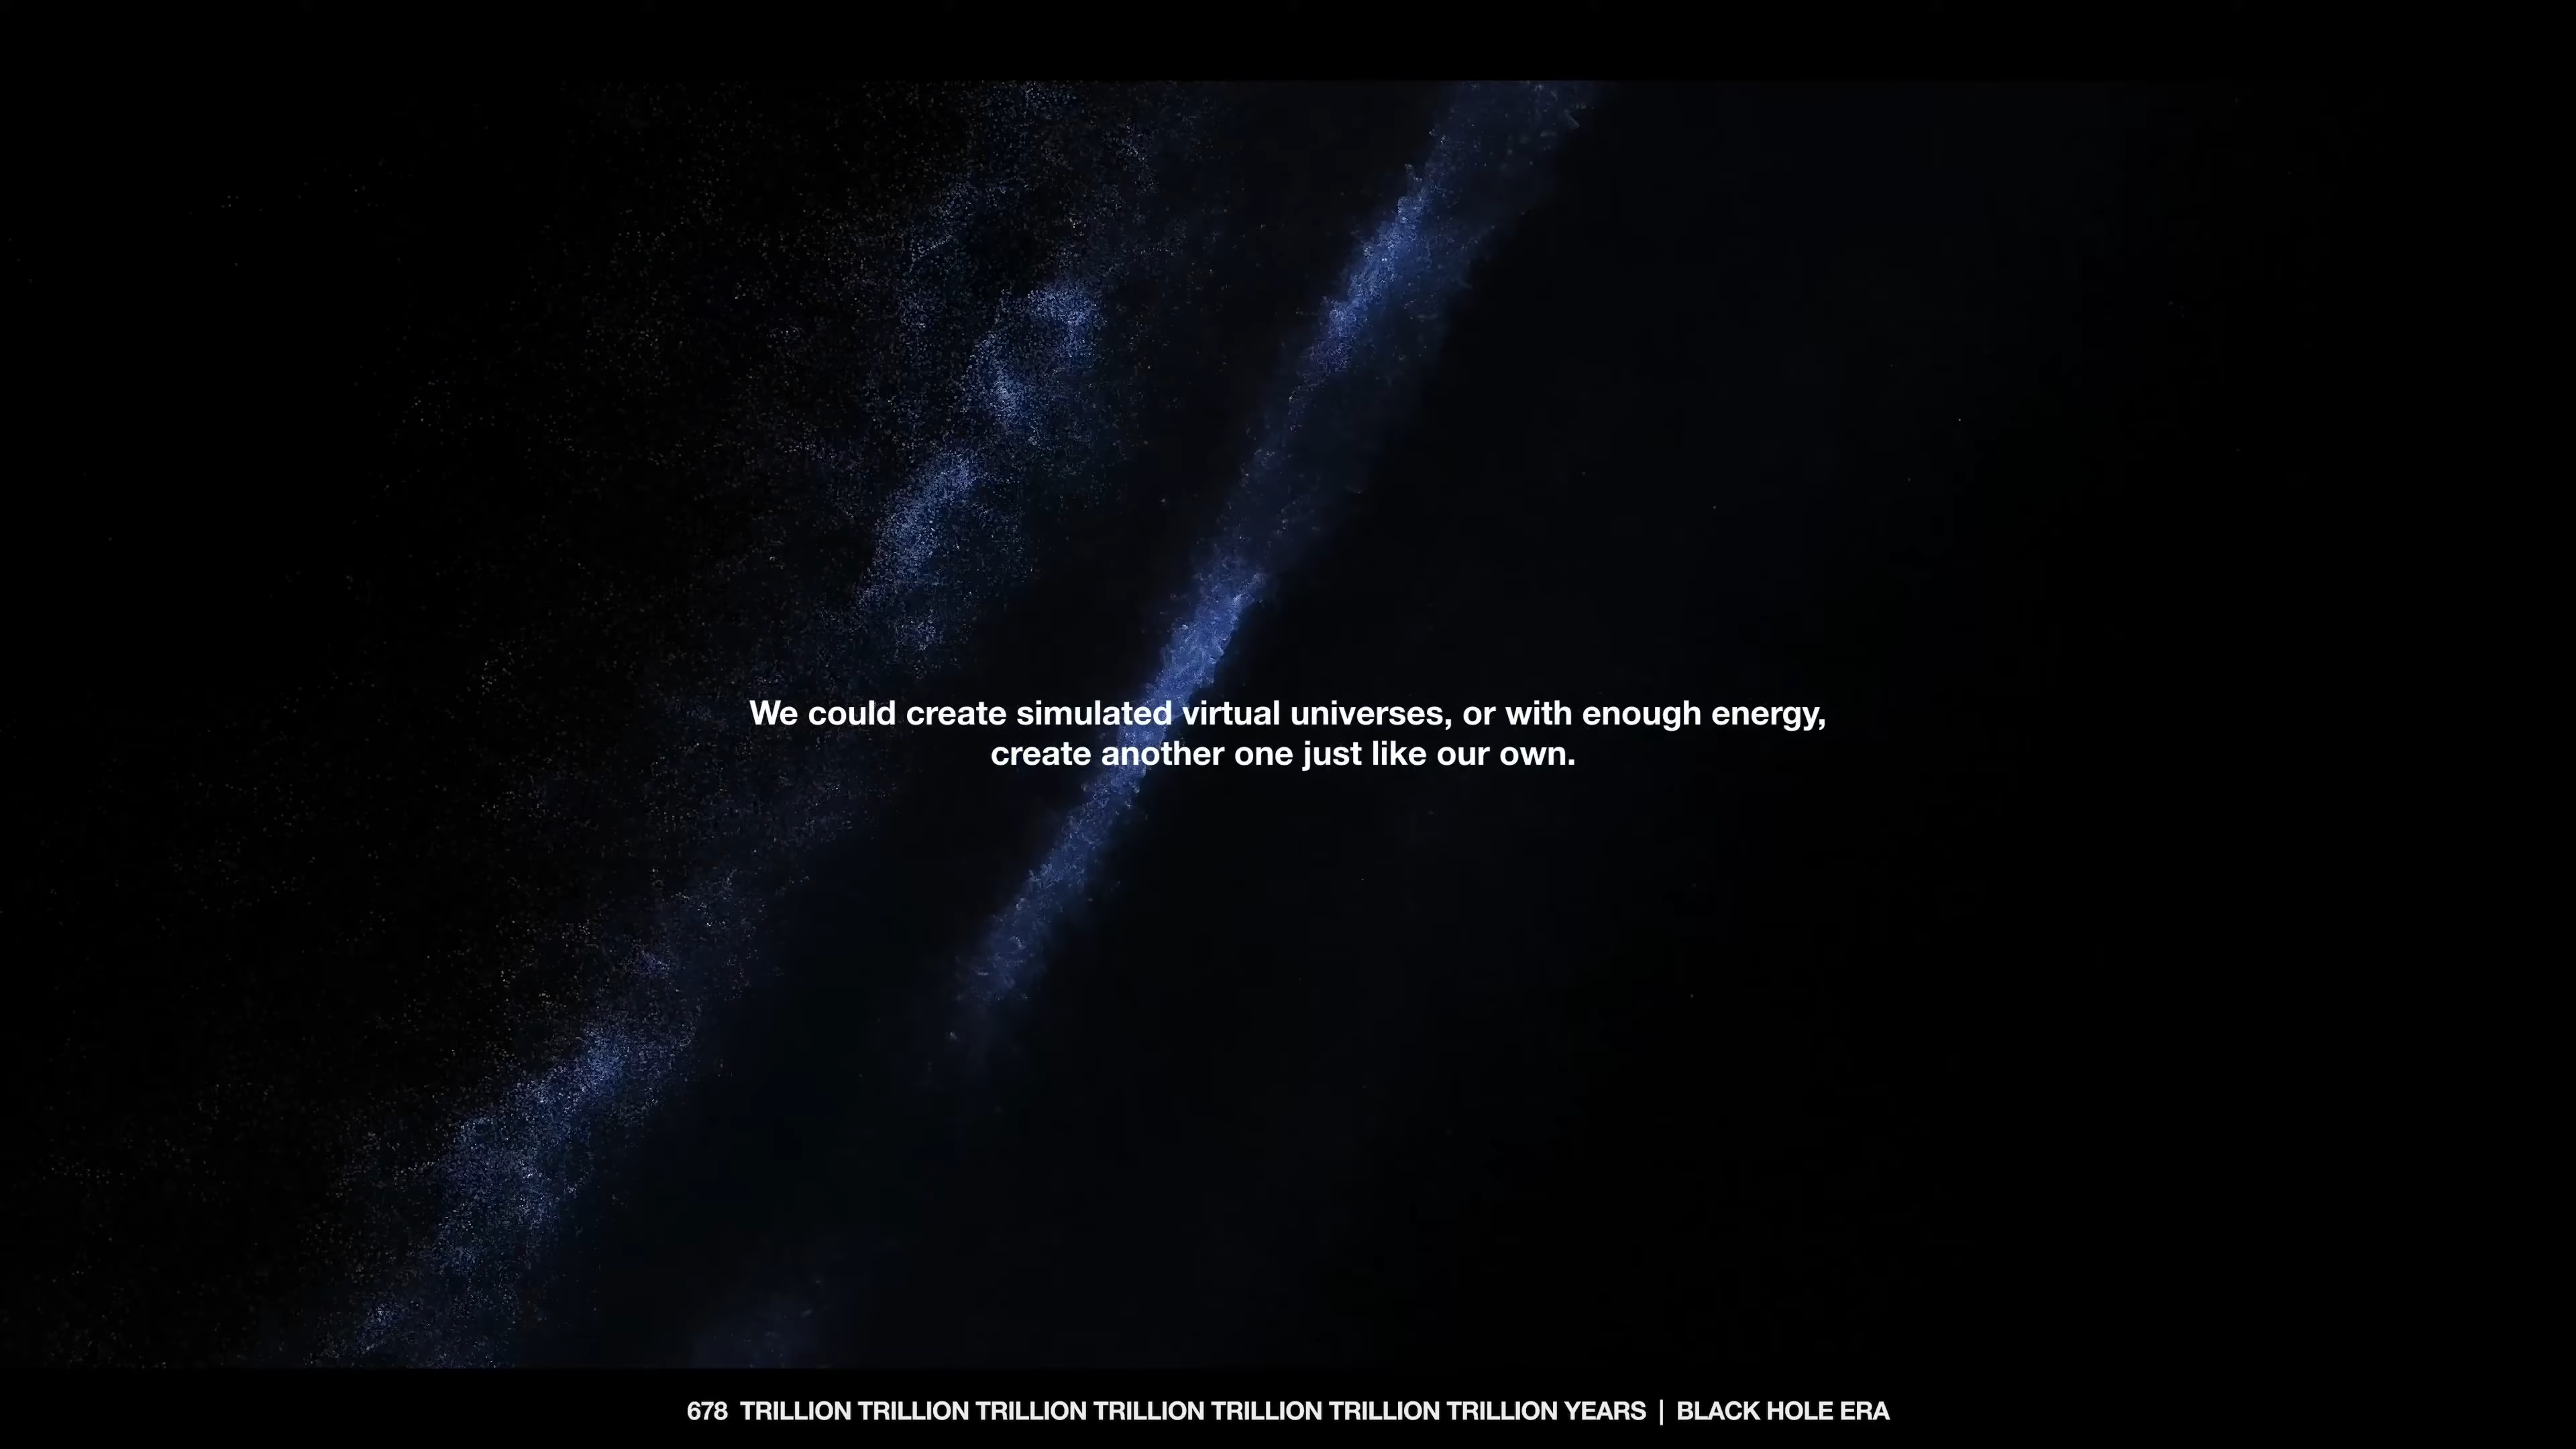 We could create simulated virtual universes, or with enough energy,
create another one just like our own.
678 TRILLION TRILLION TRILLION TRILLION TRILLION TRILLION TRILLION YEARS | BLACK HOLE ERA